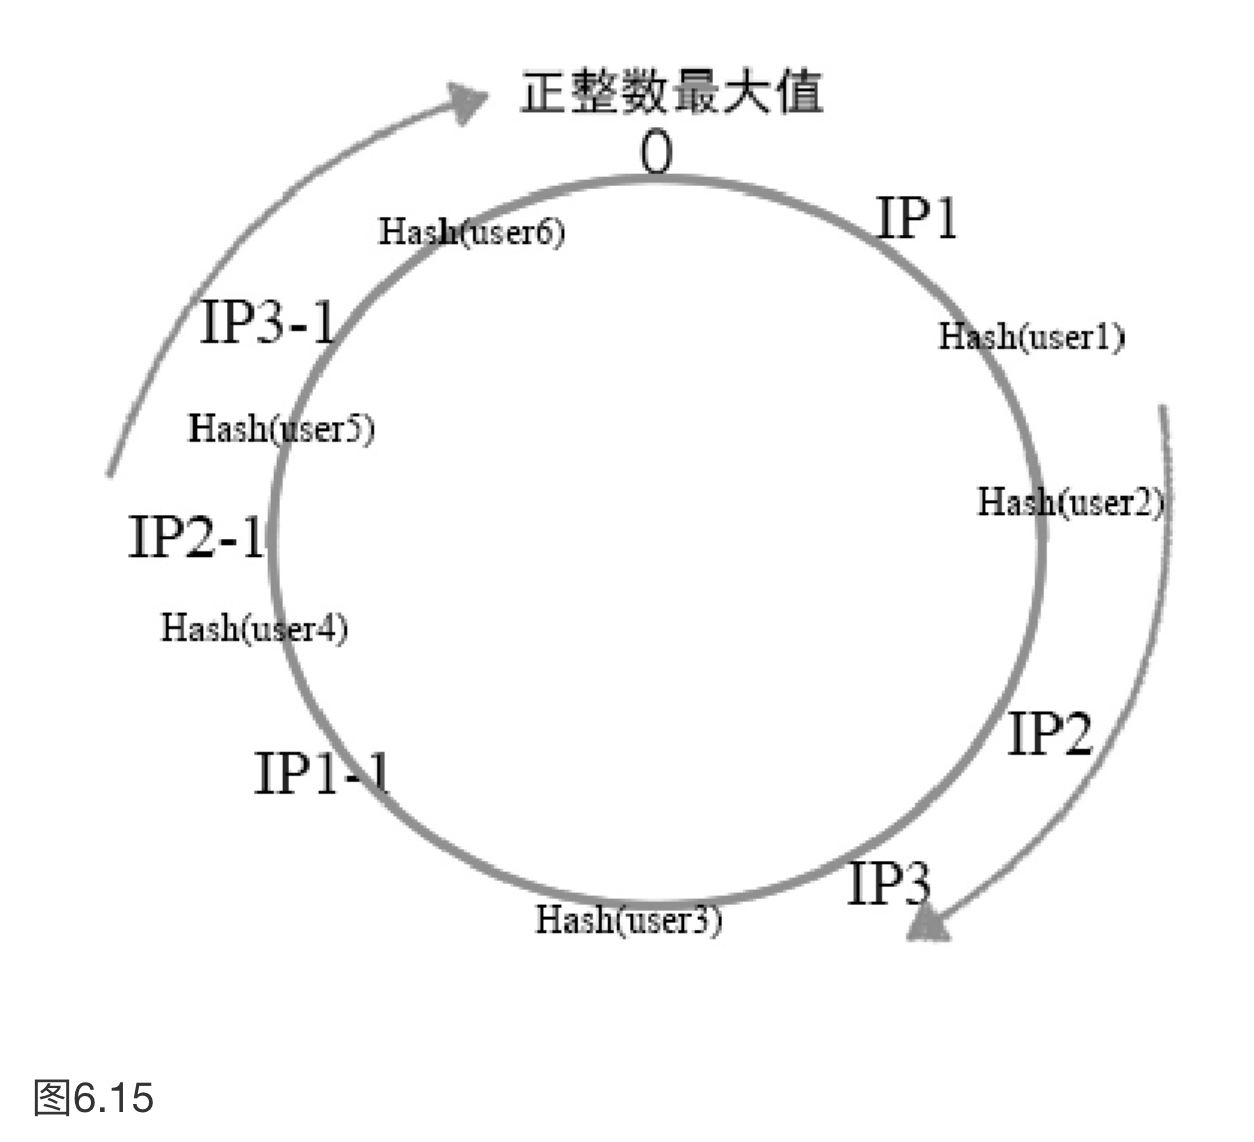 正整数最大值
0
IP1
Hash(user6)
IP3-1
Hash(user1)
Hash(user5)
Hash(user2)
IP2-1
Hash(user4)
IP2
IP1-1
IP3
Hash(user3)
图6.15